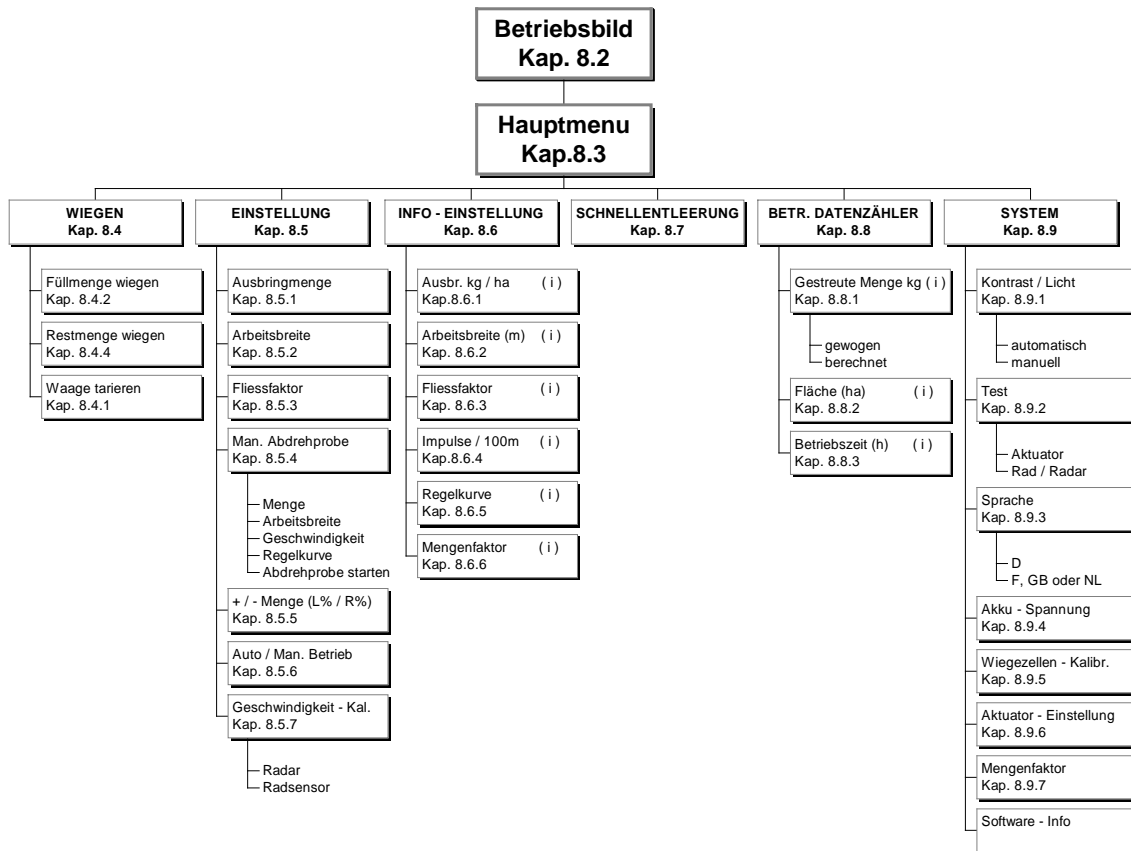 Betriebsbild
Kap. 8.2
Hauptmenu
Kap.8.3
WIEGEN
Kap. 8.4
Füllmenge wiegen
Kap. 8.4.2
Restmenge wiegen
Kap. 8.4.4
Waage tarieren
Kap. 8.4.1
EINSTELLUNG
Kap. 8.5
Ausbringmenge
Kap. 8.5.1
Arbeitsbreite
Kap. 8.5.2
Fliessfaktor
Kap. 8.5.3
Man. Abdrehprobe
Kap. 8.5.4
Menge
Arbeitsbreite
Geschwindigkeit
Regelkurve
Abdrehprobe starten
+ / - Menge (L% / R%)
Kap. 8.5.5
Auto / Man. Betrieb
Kap. 8.5.6
Geschwindigkeit - Kal.
Kap. 8.5.7
Radar
Radsensor
INFO - EINSTELLUNG
Kap. 8.6
Ausbr. kg / ha ( i )
Kap.8.6.1
Arbeitsbreite (m) ( i )
Kap. 8.6.2
Fliessfaktor ( i )
Kap. 8.6.3
Impulse / 100m ( i )
Kap.8.6.4
Regelkurve ( i )
Kap. 8.6.5
Mengenfaktor ( i )
Kap. 8.6.6
SCHNELLENTLEERUNG
Kap. 8.7
BETR. DATENZÄHLER
Kap. 8.8
Gestreute Menge kg ( i )
Kap. 8.8.1
gewogen
berechnet
Fläche (ha) ( i )
Kap. 8.8.2
Betriebszeit (h) ( i )
Kap. 8.8.3
SYSTEM
Kap. 8.9
Kontrast / Licht
Kap. 8.9.1
automatisch
manuell
Test
Kap. 8.9.2
Aktuator
Rad / Radar
Sprache
Kap. 8.9.3
D
F, GB oder NL
Akku - Spannung
Kap. 8.9.4
Wiegezellen - Kalibr.
Kap. 8.9.5
Aktuator - Einstellung
Kap. 8.9.6
Mengenfaktor
Kap. 8.9.7
Software - Info